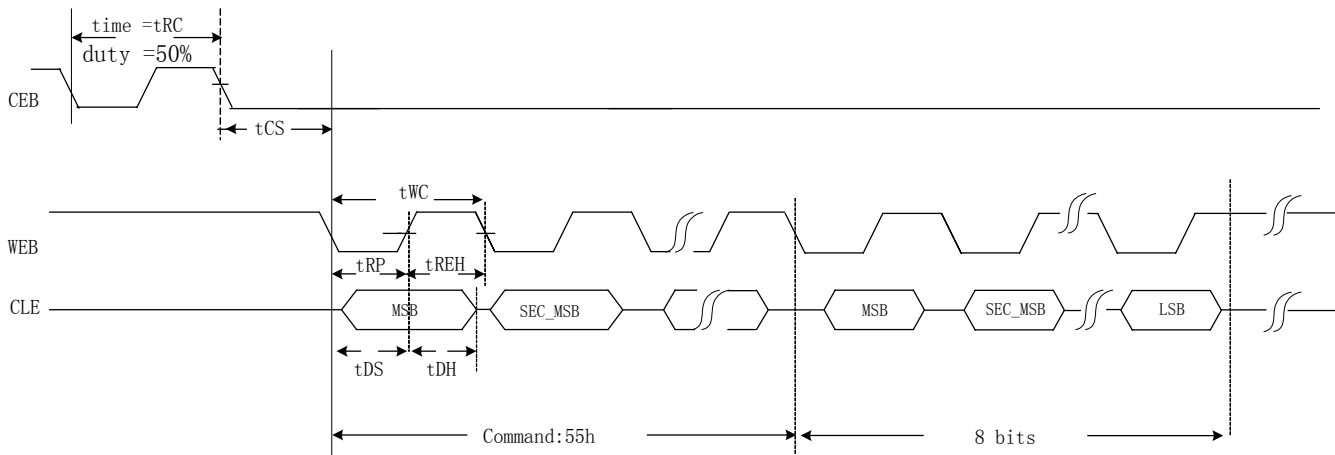 time =tRC
duty =50%
CEB
tCS
tWC
WEB
tRP
tREH
CLE
MSB
SEC_MSB
MSB
SEC_MSB
LSB
tDS
tDH
Command:55h
8 bits